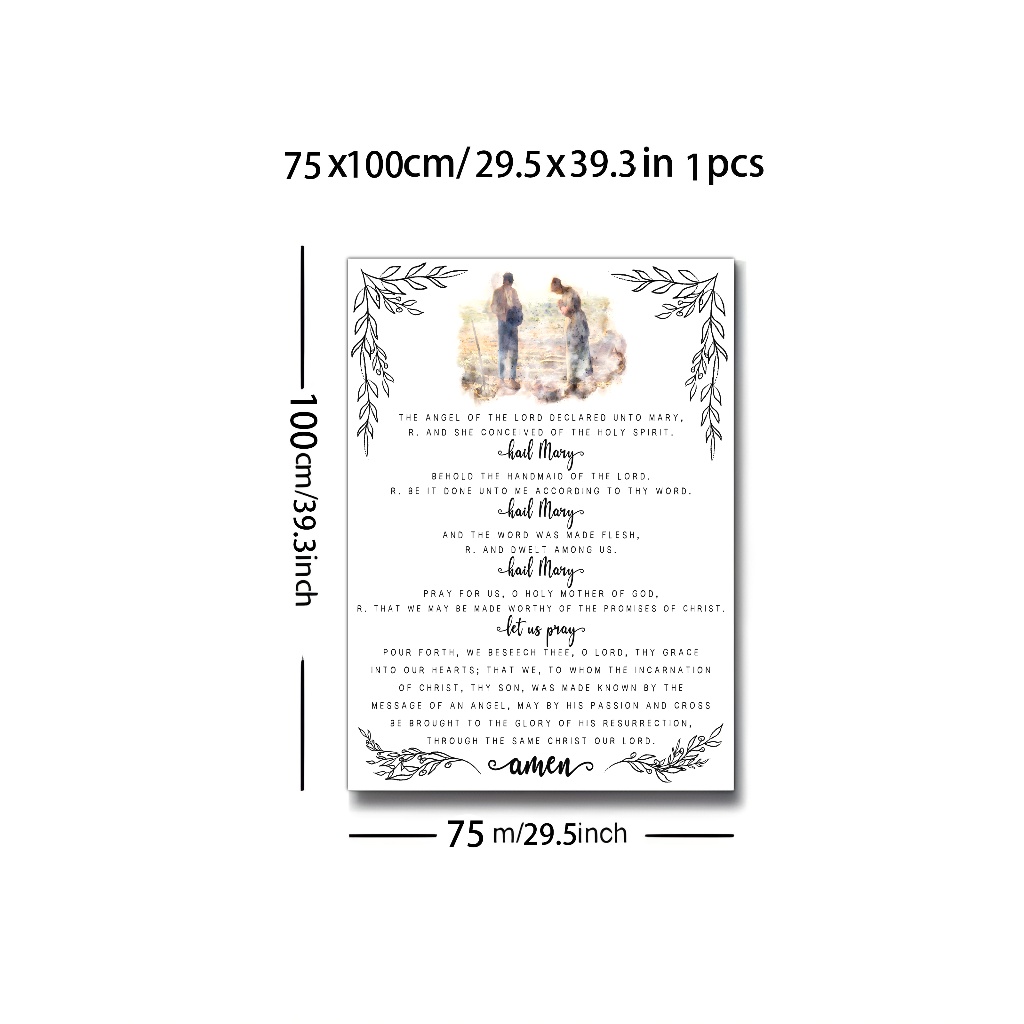 75x100cm/29.5x39.3in 1pcs
100cm/39.3inch
THE ANGEL OF THE LORD DECLARED UNTO MARY,
R. AND SHE CONCEIVED OF THE HOLY SPIRIT.
hail Mary
BEHOLD THE HANDMAID OF THE LORD.
R. BE IT DONE UNTO ME ACCORDING TO THY WORD.
hail Mary
AND THE WORD WAS MADE FLESH,
R. AND DWELT AMONG US.
hail Mary
PRAY FOR US, O HOLY MOTHER OF GOD,
R. THAT WE MAY BE MADE WORTHY OF THE PROMISES OF CHRIST.
let us pray
POUR FORTH, WE BESEECH THEE, O LORD, THY GRACE
INTO OUR HEARTS; THAT WE, TO WHOM THE INCARNATION
OF CHRIST, THY SON, WAS MADE KNOWN BY THE
MESSAGE OF AN ANGEL, MAY BY HIS PASSION AND CROSS
BE BROUGHT TO THE GLORY OF HIS RESURRECTION,
THROUGH THE SAME CHRIST OUR LORD.
amen
75 m/29.5inch